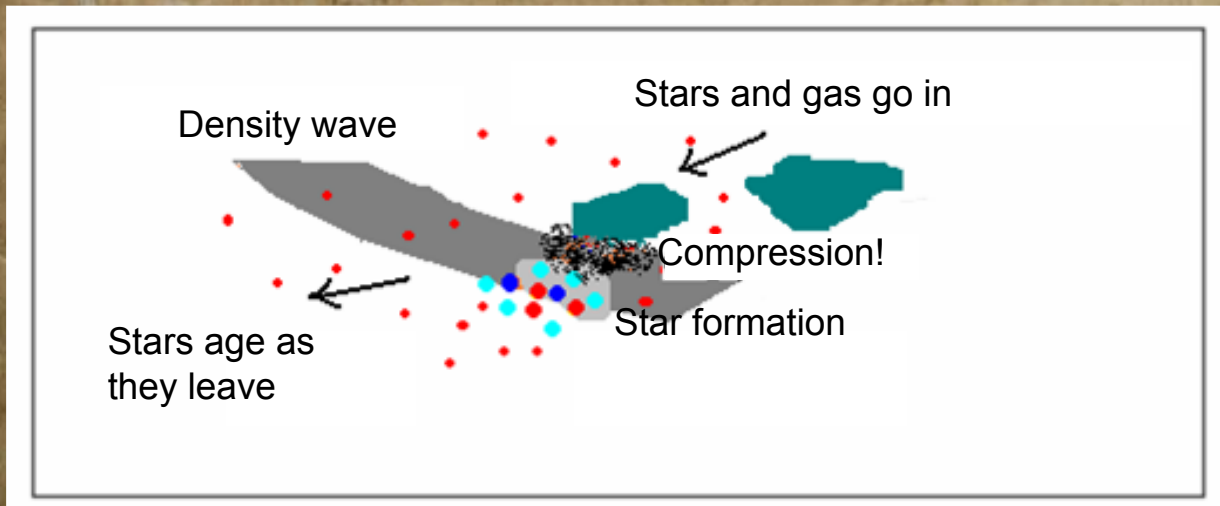 Stars and gas go in
Density wave
Compression!
Star formation
Stars age as
they leave